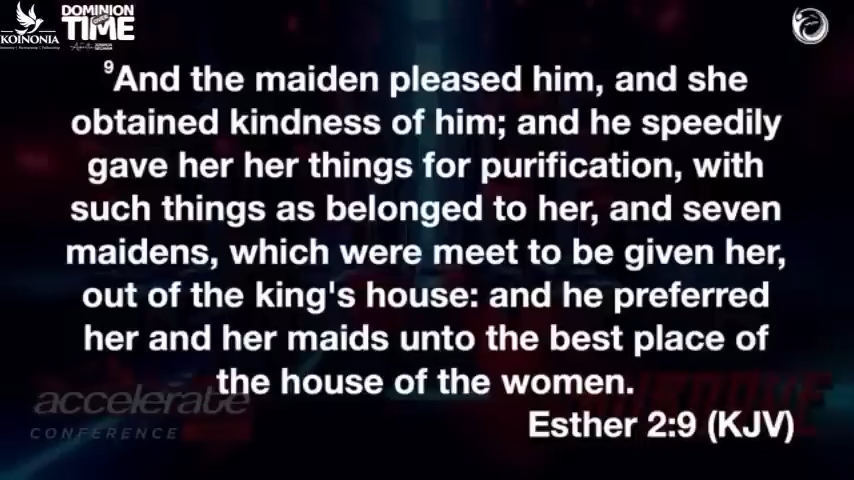 KOINONIA
DOMINION
TIME
9And the maiden pleased him, and she
obtained kindness of him; and he speedily
gave her her things for purification, with
such things as belonged to her, and seven
maidens, which were meet to be given her,
out of the king's house: and he preferred
her and her maids unto the best place of
the house of the women.
Esther 2:9 (KJV)
accelerate
CONFERENCE